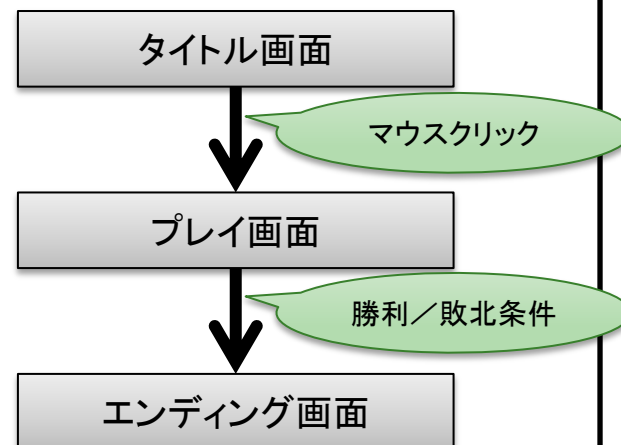 タイトル画面
マウスクリック
プレイ画面
勝利／敗北条件
エンディング画面